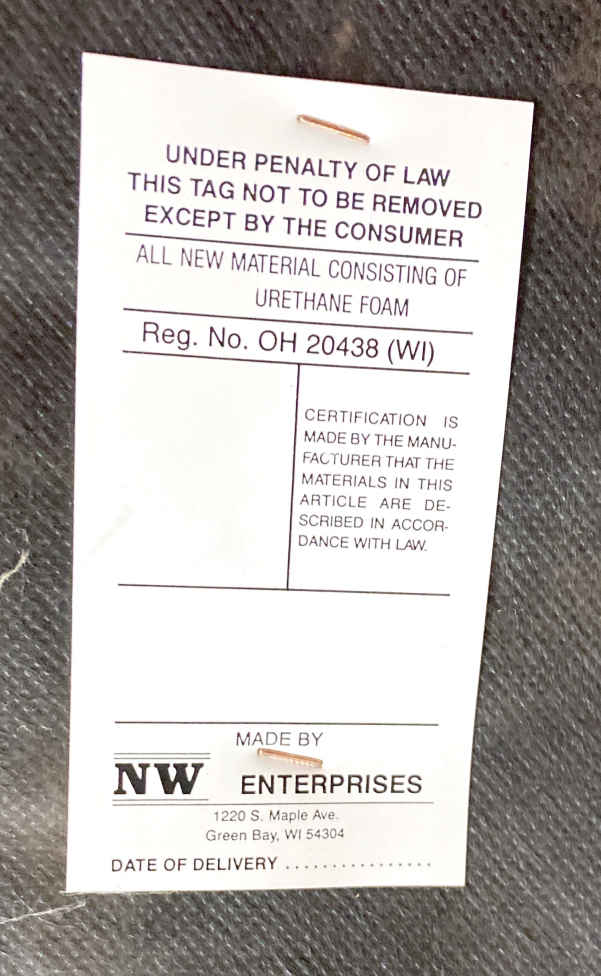 UNDER PENALTY OF LAW
THIS TAG NOT TO BE REMOVED
EXCEPT BY THE CONSUMER
ALL NEW MATERIAL CONSISTING OF
URETHANE FOAM
Reg. No. OH 20438 (WI)
CERTIFICATION IS
MADE BY THE MANU-
FACTURER THAT THE
MATERIALS IN THIS
ARTICLE ARE DE-
SCRIBED IN ACCOR-
DANCE WITH LAW.
MADE BY
NW ENTERPRISES
1220 S. Maple Ave.
Green Bay, WI 54304
DATE OF DELIVERY ................